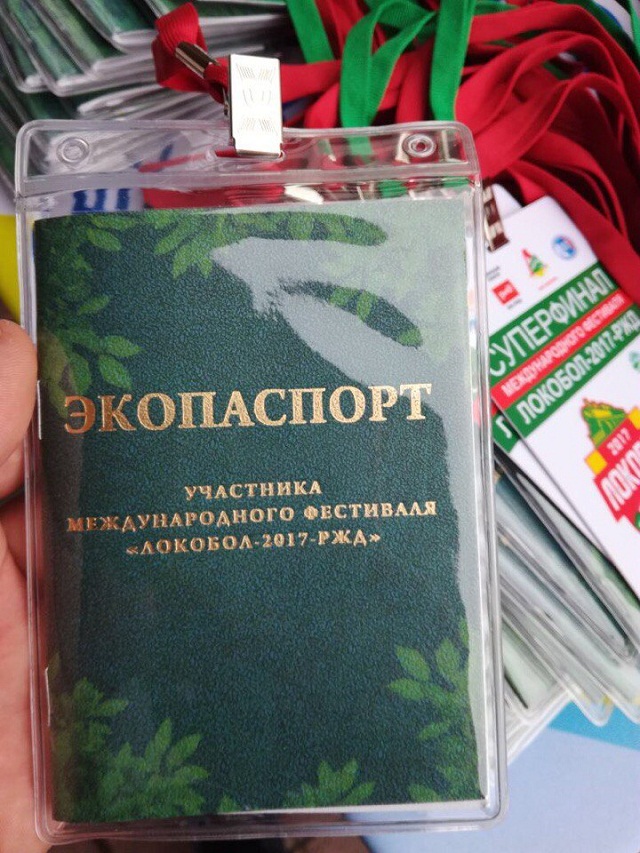 ЭКОПАСПОРТ
УЧАСТНИКА
МЕЖДУНАРОДНОГО ФЕСТИВАЛЯ
«ЛОКОБОЛ-2017-РЖД»
СУПЕРФИНАЛ
МЕЖДУНАРОДНОГО ФЕСТИВАЛЯ
ЛОКОБОЛ-2017-РЖД
2017